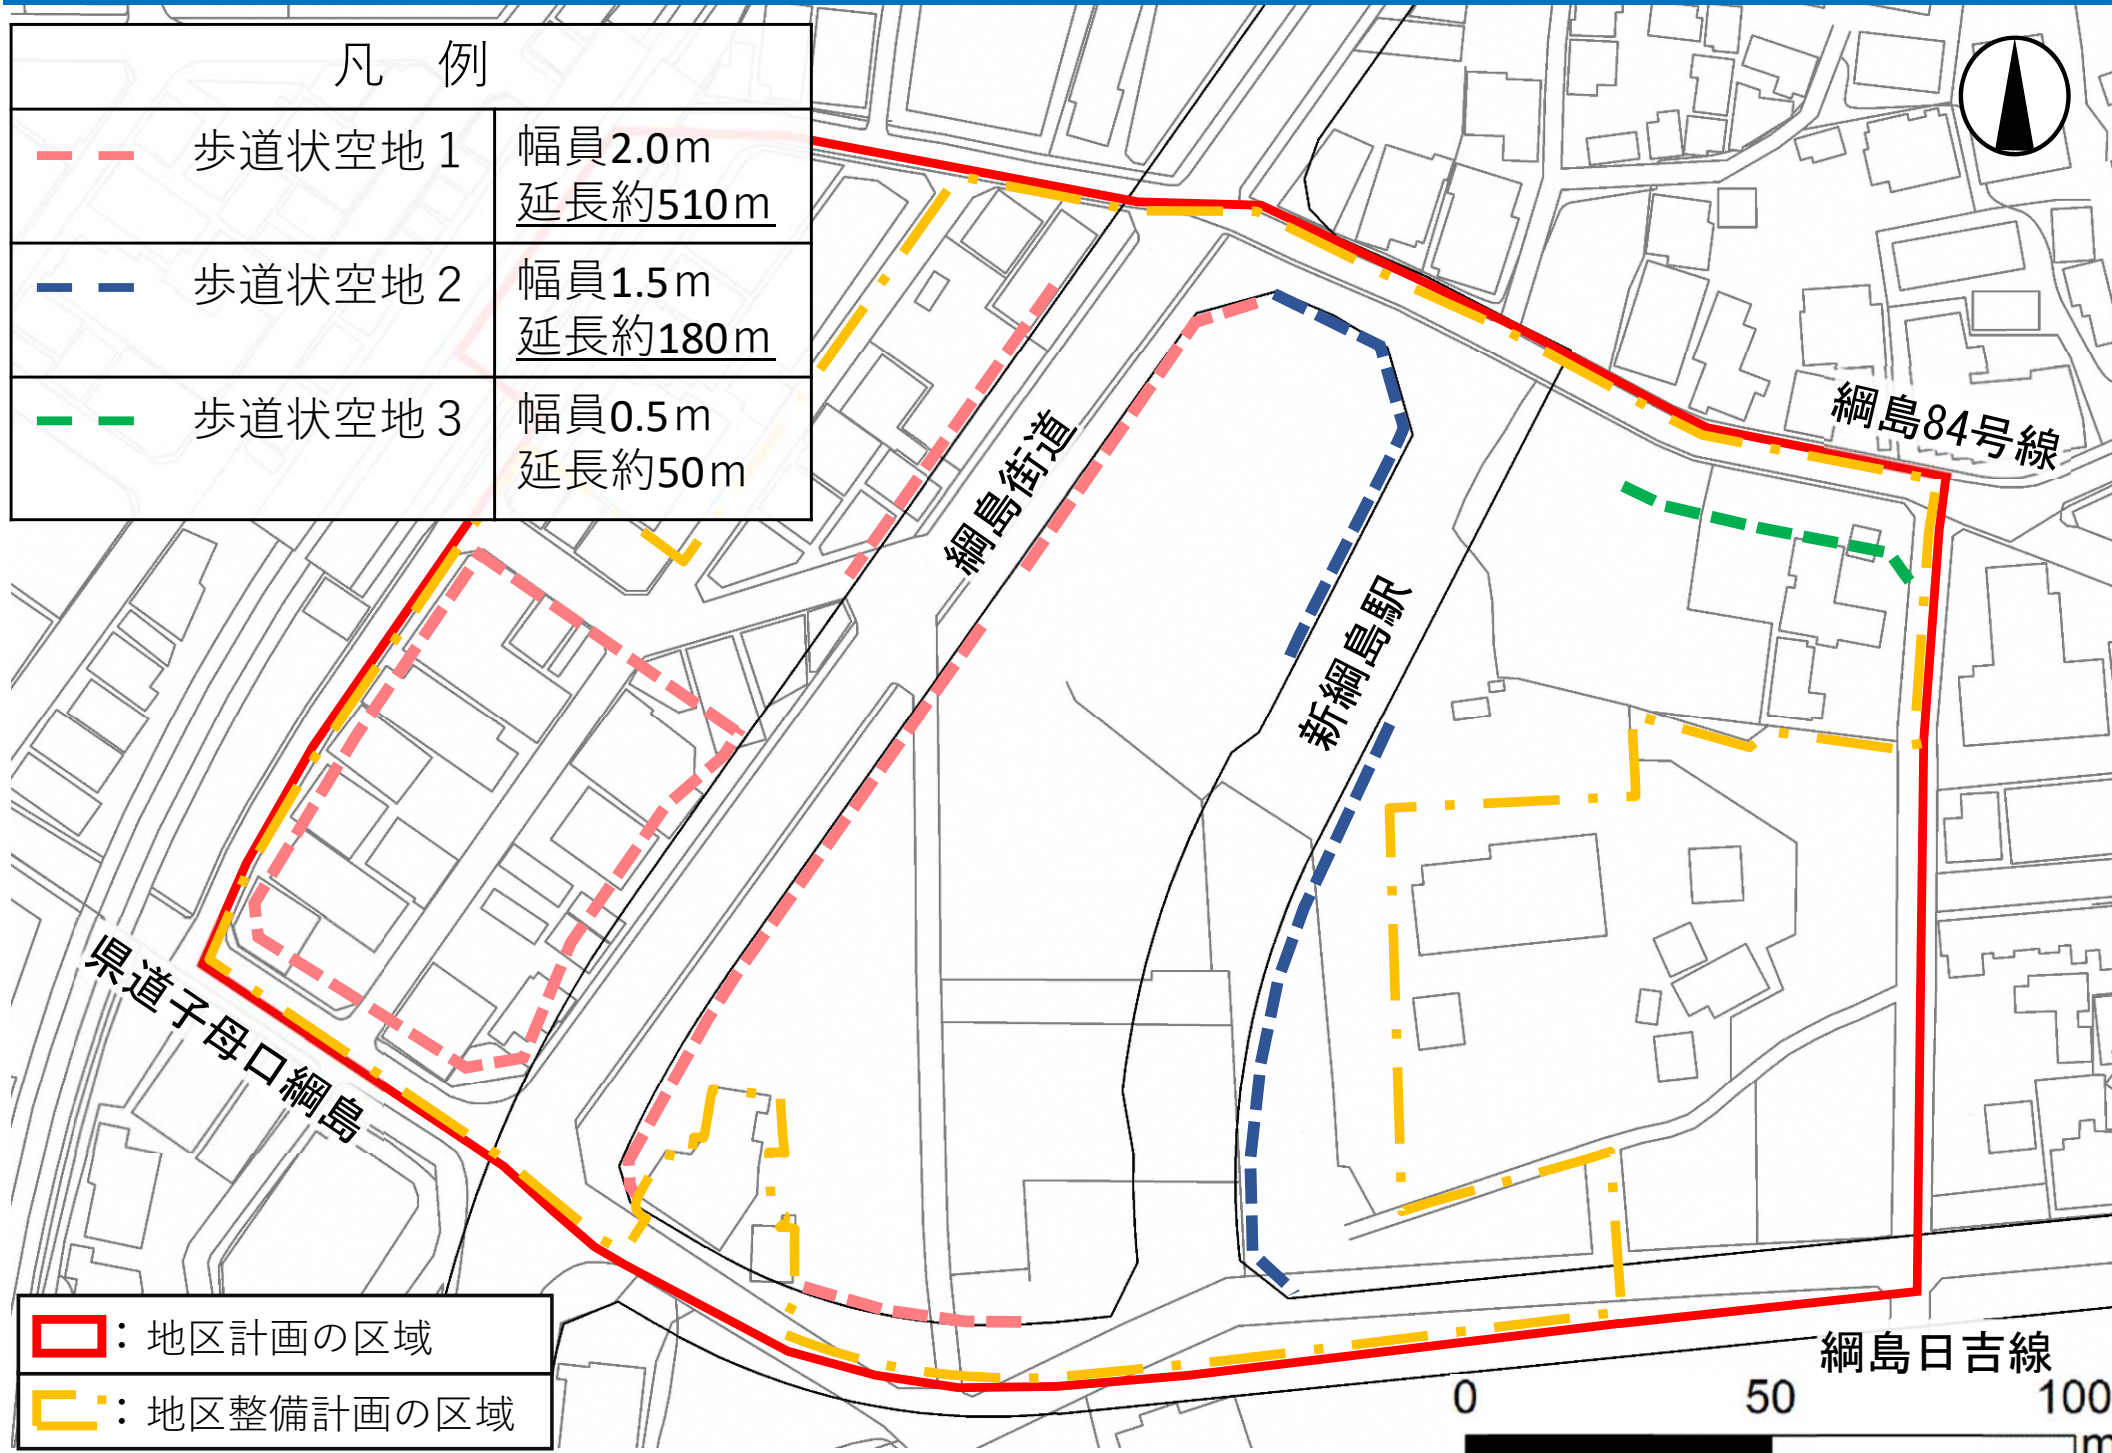 凡 例
歩道状空地1
幅員2.0m
延長約510m
歩道状空地2
幅員1.5m
延長約180m
歩道状空地3
幅員0.5m
延長約50m
綱島84号線
綱島街道
新綱島駅
県道子母口綱島
綱島日吉線
：地区計画の区域
：地区整備計画の区域
0 50 100
m